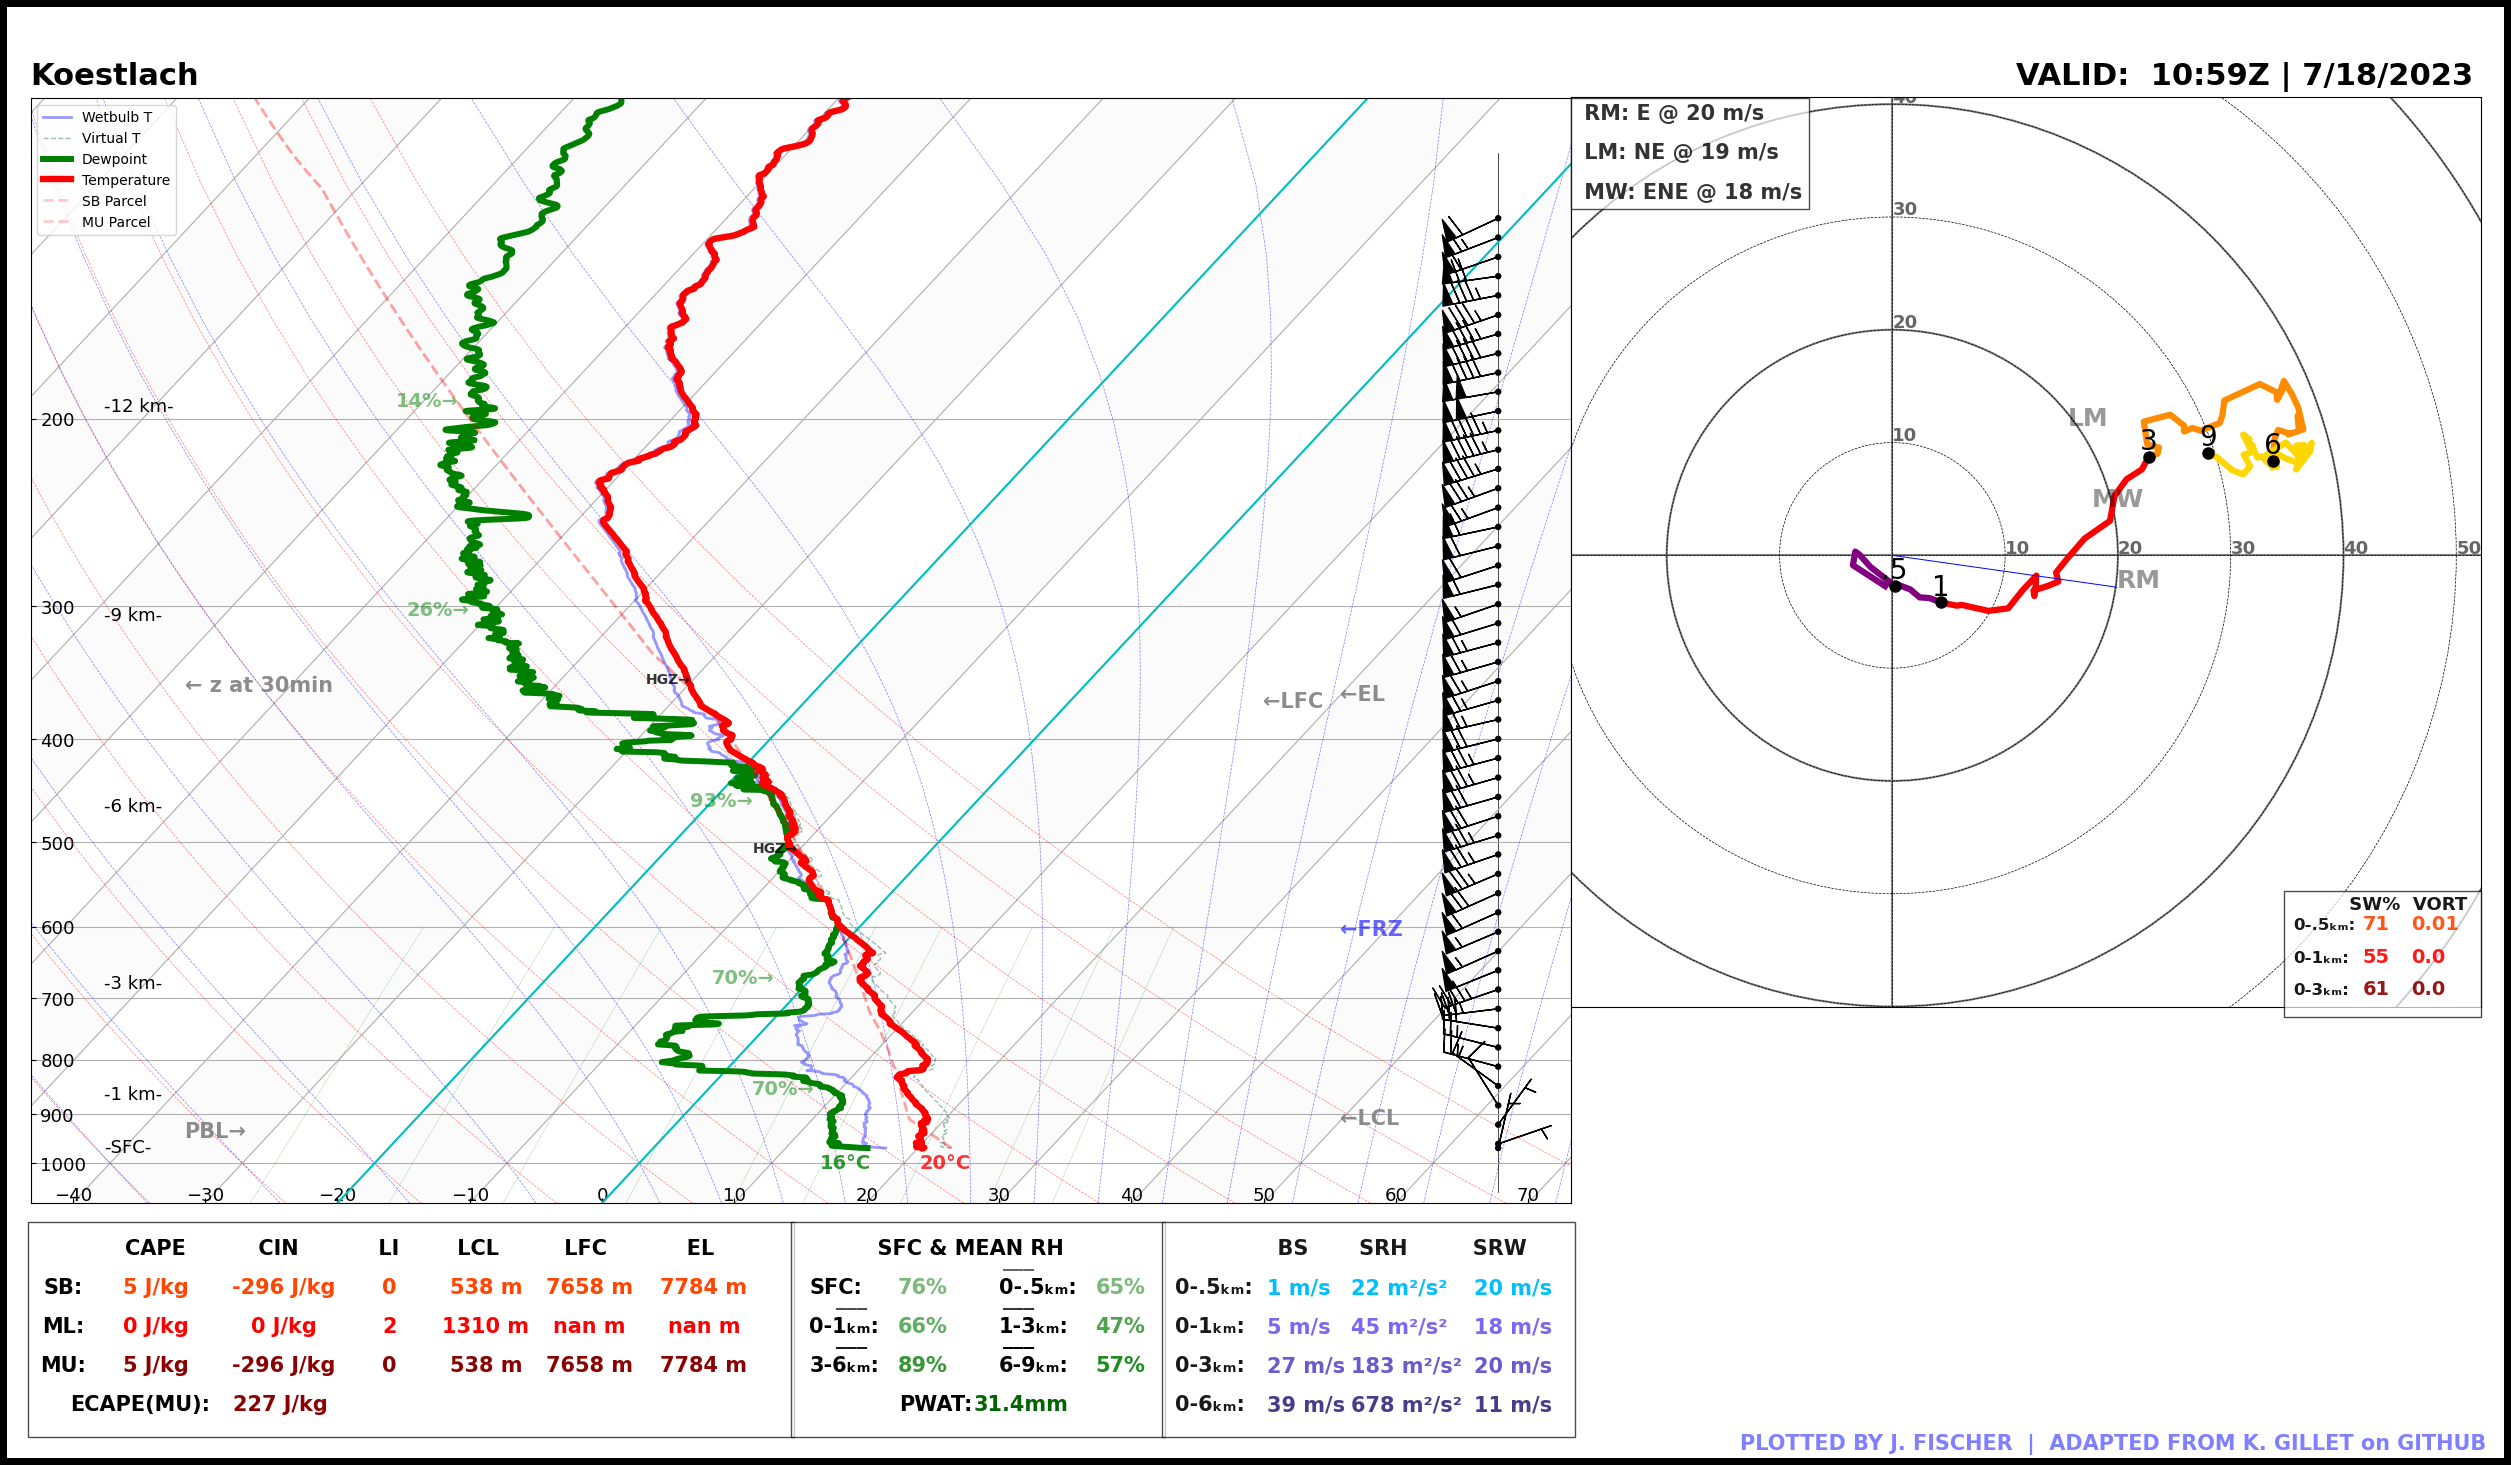 Koestlach
VALID:  10:59Z | 7/18/2023
Wetbulb T
Virtual T
Dewpoint
Temperature
SB Parcel
MU Parcel
200
300
400
500
600
700
800
900
1000
-12 km-
-9 km-
-6 km-
-3 km-
-1 km-
-SFC-
14%→
26%→
93%→
70%→
70%→
← z at 30min
PBL→
HGZ→
HGZ→
←LFC
←EL
←FRZ
←LCL
16°C
20°C
−40 −30 −20 −10 0 10 20 30 40 50 60 70
RM: E @ 20 m/s
LM: NE @ 19 m/s
MW: ENE @ 18 m/s
40
30
20
10
10 20 30 40 50
LM
MW
RM
.5
1
3
6
9
SW% VORT
0-.5ₖₘ: 71 0.01
0-1ₖₘ: 55 0.0
0-3ₖₘ: 61 0.0
CAPE CIN LI LCL LFC EL
SB: 5 J/kg -296 J/kg 0 538 m 7658 m 7784 m
ML: 0 J/kg 0 J/kg 2 1310 m nan m nan m
MU: 5 J/kg -296 J/kg 0 538 m 7658 m 7784 m
ECAPE(MU): 227 J/kg
SFC & MEAN RH
SFC: 76% 0-.5ₖₘ: 65%
0-1ₖₘ: 66% 1-3ₖₘ: 47%
3-6ₖₘ: 89% 6-9ₖₘ: 57%
PWAT: 31.4mm
BS SRH SRW
0-.5ₖₘ: 1 m/s 22 m²/s² 20 m/s
0-1ₖₘ: 5 m/s 45 m²/s² 18 m/s
0-3ₖₘ: 27 m/s 183 m²/s² 20 m/s
0-6ₖₘ: 39 m/s 678 m²/s² 11 m/s
PLOTTED BY J. FISCHER  |  ADAPTED FROM K. GILLET on GITHUB